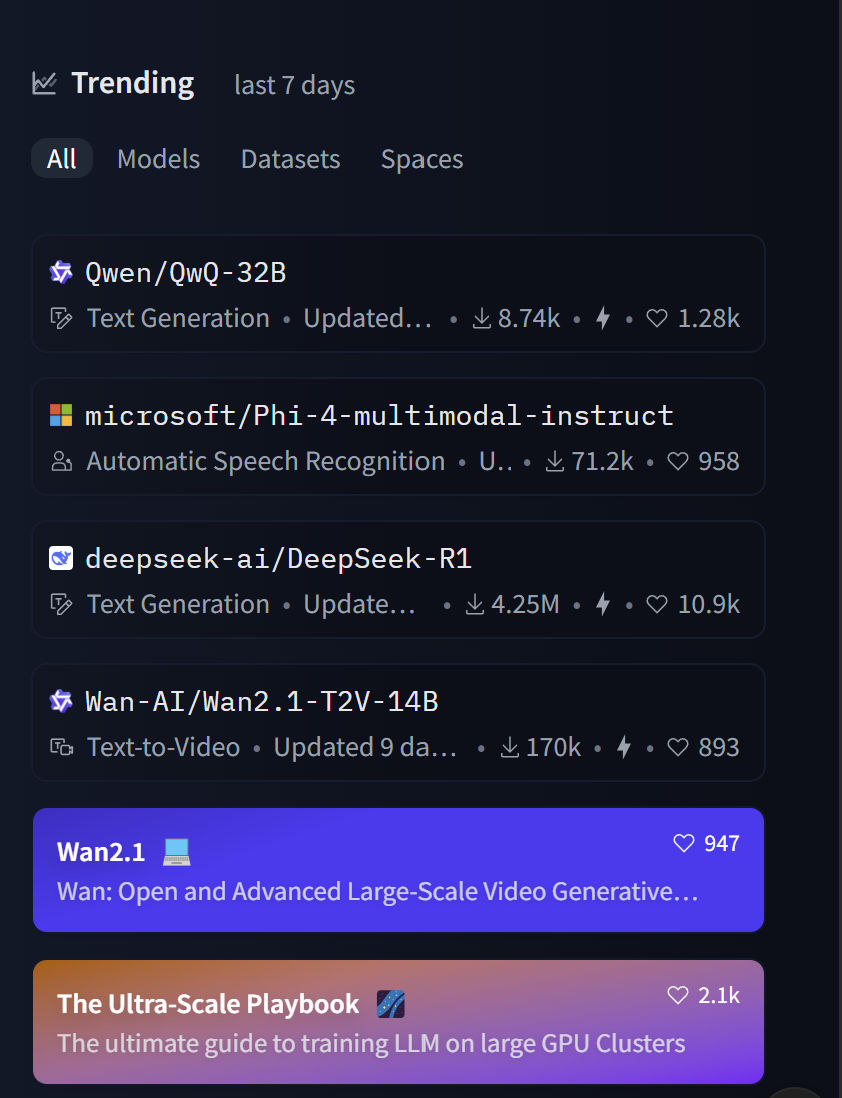 Trending last 7 days
All Models Datasets Spaces
Qwen/QwQ-32B
Text Generation • Updated… • 8.74k • • 1.28k
microsoft/Phi-4-multimodal-instruct
Automatic Speech Recognition • U.. • 71.2k • 958
deepseek-ai/DeepSeek-R1
Text Generation • Update… • 4.25M • • 10.9k
Wan-AI/Wan2.1-T2V-14B
Text-to-Video • Updated 9 da… • 170k • • 893
Wan2.1 947
Wan: Open and Advanced Large-Scale Video Generative…
The Ultra-Scale Playbook 2.1k
The ultimate guide to training LLM on large GPU Clusters